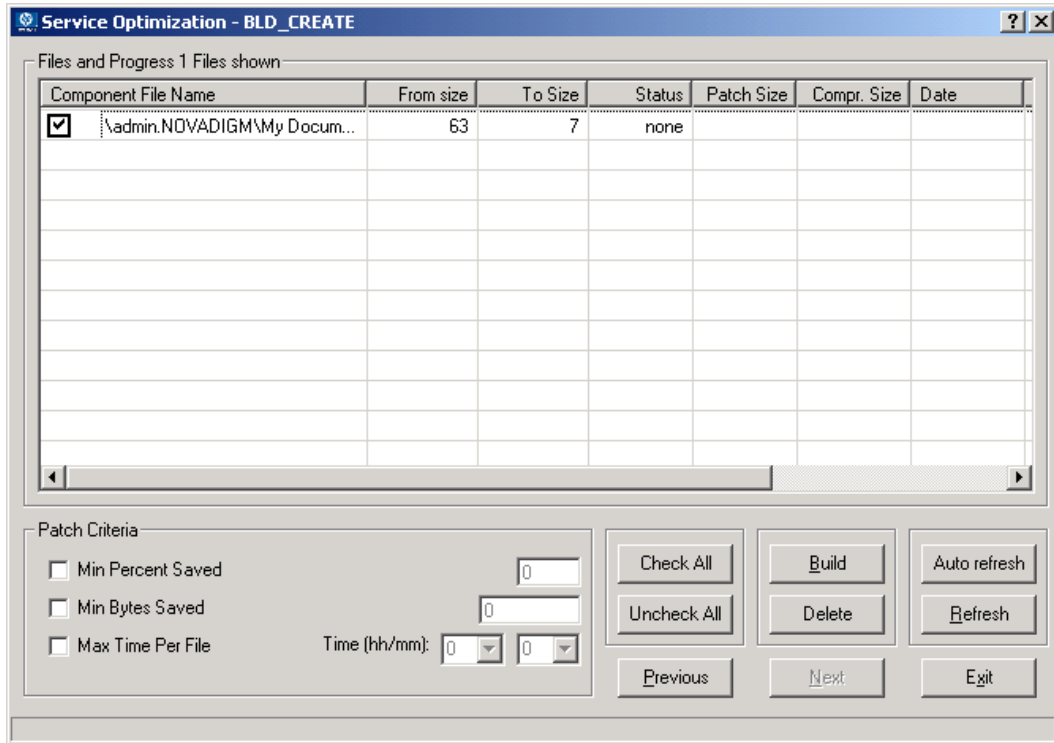 Service Optimization - BLD_CREATE
Files and Progress 1 Files shown
Component File Name From size To Size Status Patch Size Compr. Size Date
\admin.NOVADIGM\My Docum... 63 7 none
Patch Criteria
Min Percent Saved 0
Min Bytes Saved 0
Max Time Per File Time (hh/mm): 0 0
Check All Build Auto refresh
Uncheck All Delete Refresh
Previous Next Exit